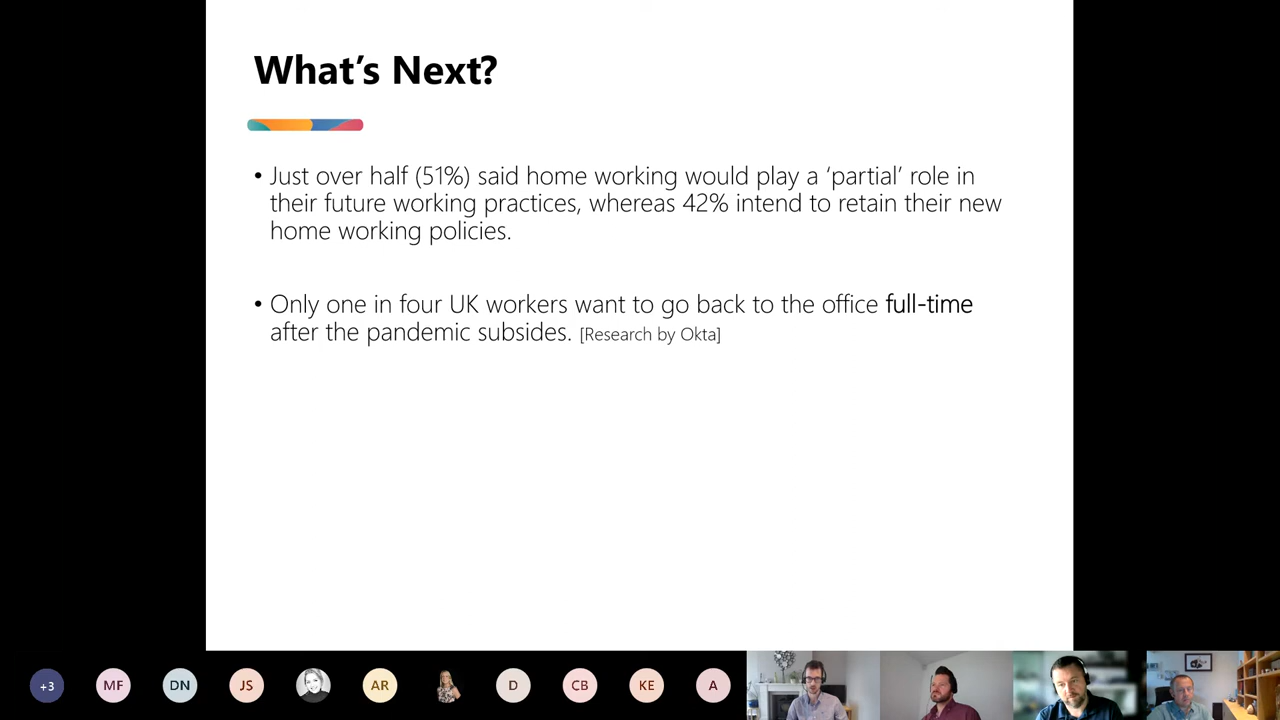 What’s Next?
• Just over half (51%) said home working would play a ‘partial’ role in
their future working practices, whereas 42% intend to retain their new
home working policies.
• Only one in four UK workers want to go back to the office full-time
after the pandemic subsides. [Research by Okta]
+3 MF DN JS AR D CB KE A